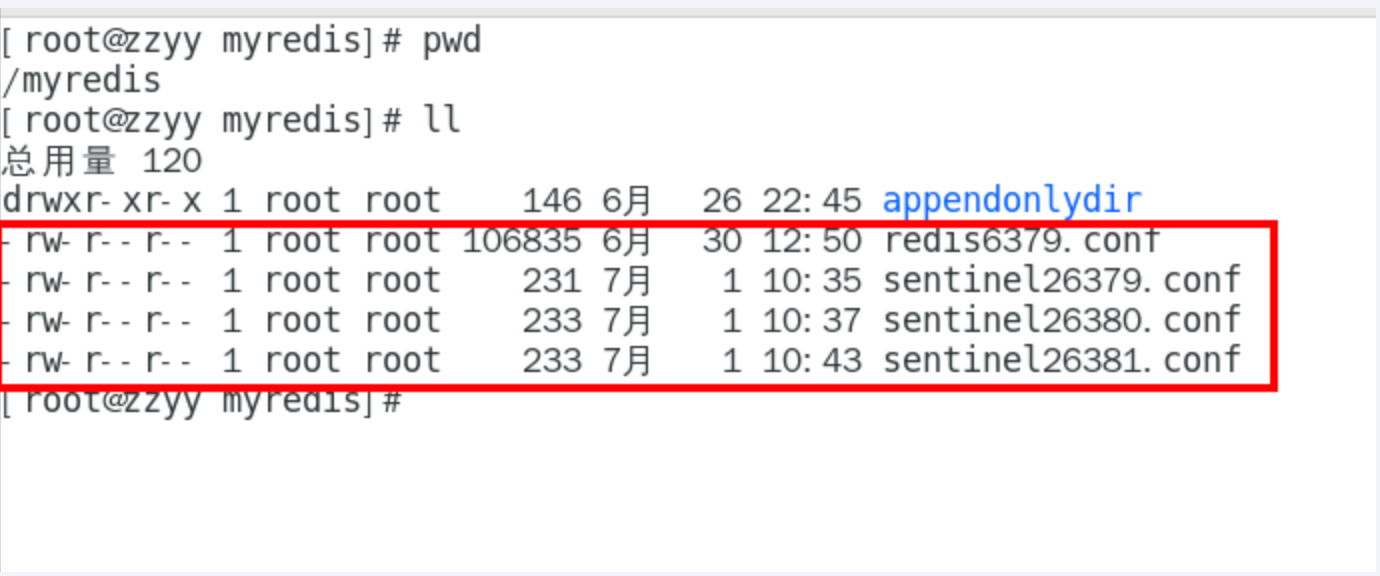 [root@zzyy myredis]# pwd
/myredis
[root@zzyy myredis]# ll
总用量 120
drwxr-xr-x 1 root root    146 6月  26 22:45 appendonlydir
-rw-r--r-- 1 root root 106835 6月  30 12:50 redis6379.conf
-rw-r--r-- 1 root root    231 7月   1 10:35 sentinel26379.conf
-rw-r--r-- 1 root root    233 7月   1 10:37 sentinel26380.conf
-rw-r--r-- 1 root root    233 7月   1 10:43 sentinel26381.conf
[root@zzyy myredis]#